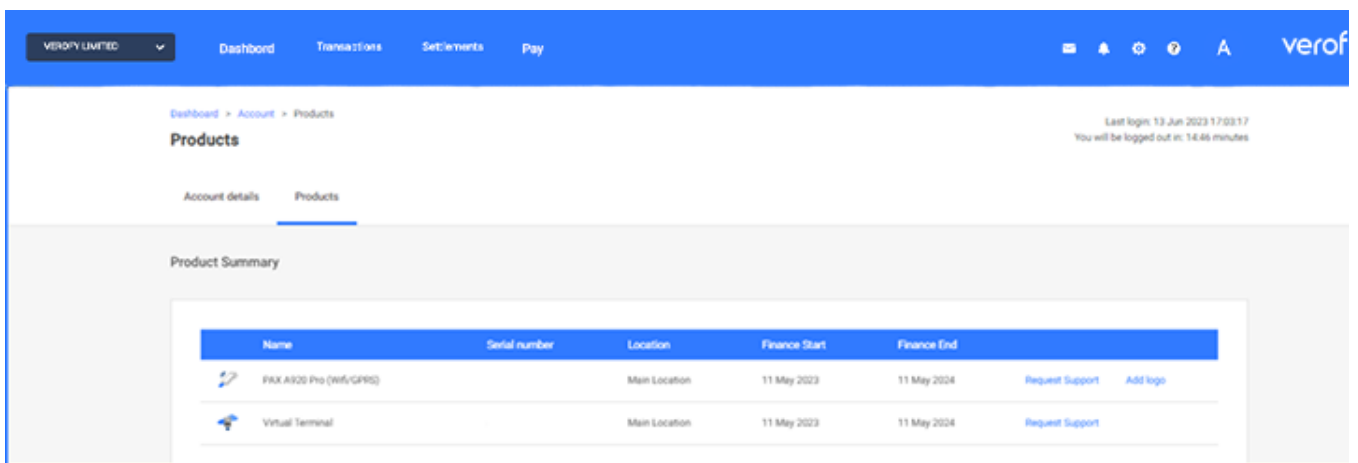 VEROFY LIMITED Dashbord Transactions Settlements Pay A verof
Dashboard > Account > Products
Last login: 13 Jun 2023 17:03:17
Products
You will be logged out in: 14:46 minutes
Account details Products
Product Summary
Name Serial number Location Finance Start Finance End
PAX A920 Pro (Wifi/GPRS) Main Location 11 May 2023 11 May 2024 Request Support Add logo
Virtual Terminal Main Location 11 May 2023 11 May 2024 Request Support